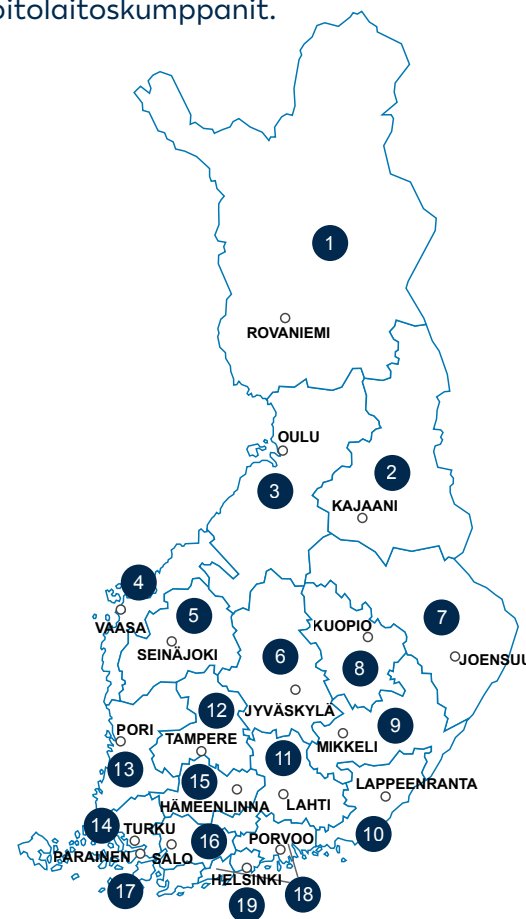 oitolaitoskumppanit.
1
ROVANIEMI
OULU
2
3
KAJAANI
4
VAASA
5
SEINÄJOKI
KUOPIO
7
6
JOENSUU
8
JYVÄSKYLÄ
12
9
PORI
TAMPERE
MIKKELI
11
13
15
LAPPEENRANTA
HÄMEENLINNA
LAHTI
14
TURKU
16
PORVOO
10
PARAINEN
SALO
HELSINKI
17
18
19